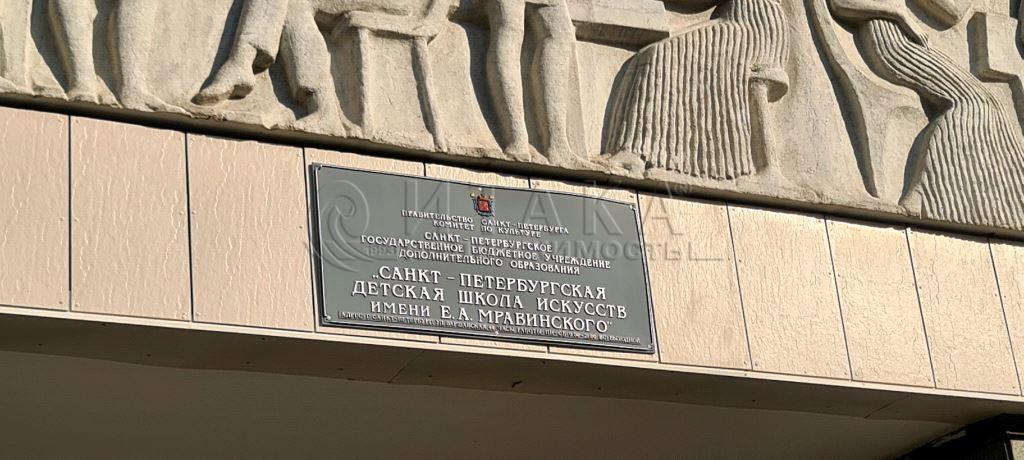 ПРАВИТЕЛЬСТВО САНКТ-ПЕТЕРБУРГА
КОМИТЕТ ПО КУЛЬТУРЕ
САНКТ-ПЕТЕРБУРГСКОЕ
ГОСУДАРСТВЕННОЕ БЮДЖЕТНОЕ УЧРЕЖДЕНИЕ
ДОПОЛНИТЕЛЬНОГО ОБРАЗОВАНИЯ
„САНКТ-ПЕТЕРБУРГСКАЯ
ДЕТСКАЯ ШКОЛА ИСКУССТВ
ИМЕНИ Е.А. МРАВИНСКОГО"
ИТАКА